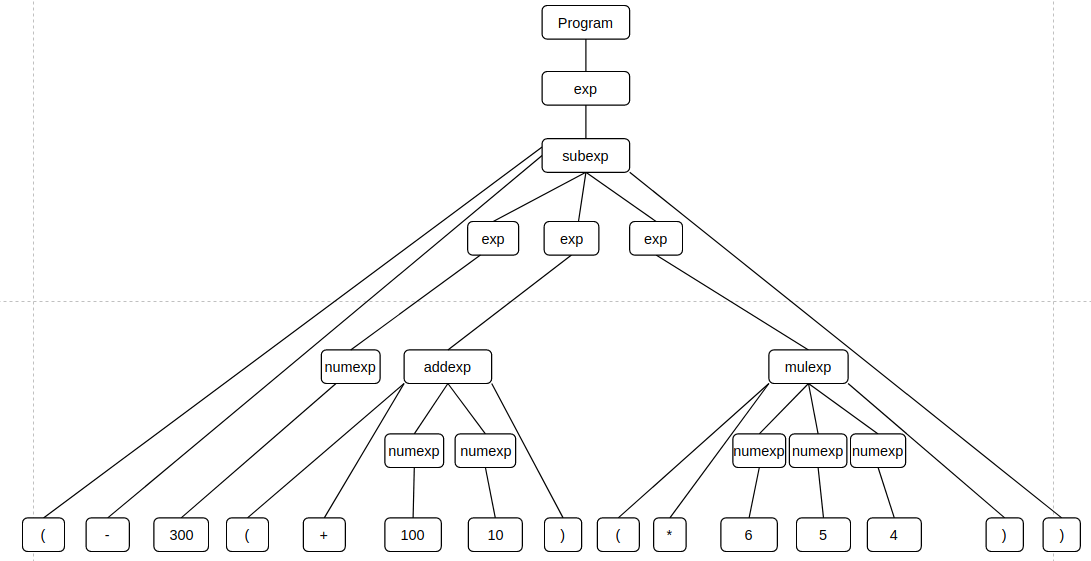 Program
exp
subexp
exp exp exp
numexp addexp mulexp
numexp numexp numexp numexp numexp
( - 300 ( + 100 10 ) ( * 6 5 4 ) )